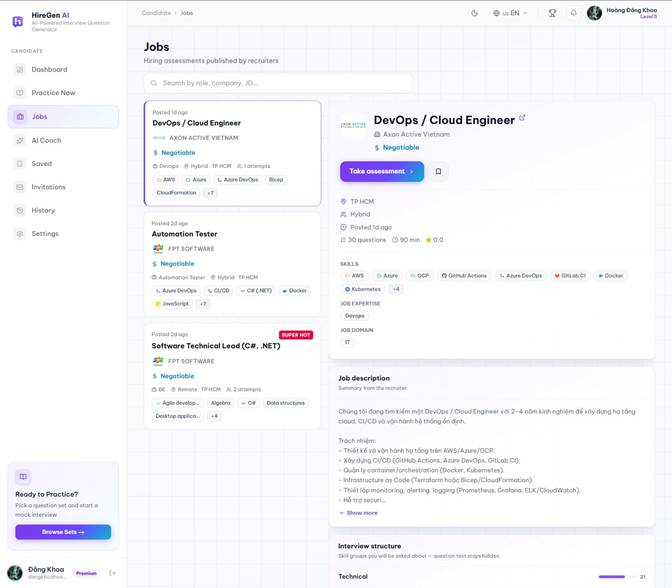 HireGen AI
AI-Powered Interview Question
Generator
CANDIDATE
Dashboard
Practice Now
Jobs
AI Coach
Saved
Invitations
History
Settings
Ready to Practice?
Pick a question set and start a
mock interview
Browse Sets →
Đăng Khoa
dangkhoahoa...
Premium
Candidate › Jobs
US EN
Hoàng Đăng Khoa
Level 5
Jobs
Hiring assessments published by recruiters
Search by role, company, JD...
Posted 1d ago
DevOps / Cloud Engineer
AXON ACTIVE VIETNAM
$ Negotiable
Devops Hybrid · TP HCM 1 attempts
AWS Azure Azure DevOps Bicep
CloudFormation +7
Posted 2d ago
Automation Tester
FPT SOFTWARE
$ Negotiable
Automation Tester Hybrid · TP HCM
Azure DevOps CI/CD C# (.NET) Docker
JavaScript +7
Posted 2d ago
SUPER HOT
Software Technical Lead (C#, .NET)
FPT SOFTWARE
$ Negotiable
BE Remote · TP HCM 2 attempts
Agile develop... Algebra C# Data structures
Desktop applica... +4
DevOps / Cloud Engineer
Axon Active Vietnam
$ Negotiable
Take assessment ›
TP HCM
Hybrid
Posted 1d ago
30 questions 90 min 0.0
SKILLS
AWS Azure GCP GitHub Actions Azure DevOps GitLab CI Docker
Kubernetes +4
JOB EXPERTISE
Devops
JOB DOMAIN
IT
Job description
Summary from the recruiter
Chúng tôi đang tìm kiếm một DevOps / Cloud Engineer với 2–4 năm kinh nghiệm để xây dựng hạ tầng
cloud, CI/CD và vận hành hệ thống ổn định.
Trách nhiệm:
- Thiết kế và vận hành hạ tầng trên AWS/Azure/GCP.
- Xây dựng CI/CD (GitHub Actions, Azure DevOps, GitLab CI).
- Quản lý container/orchestration (Docker, Kubernetes).
- Infrastructure as Code (Terraform hoặc Bicep/CloudFormation).
- Thiết lập monitoring, alerting, logging (Prometheus, Grafana, ELK/CloudWatch).
- Hỗ trợ securi...
Show more
Interview structure
Skill groups you will be asked about — question text stays hidden.
Technical 21